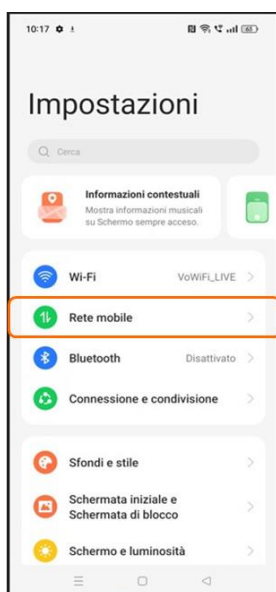 10:17
63
Impostazioni
Cerca
Informazioni contestuali
Mostra informazioni musicali
su Schermo sempre acceso.
Wi-Fi VoWiFi_LIVE
Rete mobile
Bluetooth Disattivato
Connessione e condivisione
Sfondi e stile
Schermata iniziale e
Schermata di blocco
Schermo e luminosità